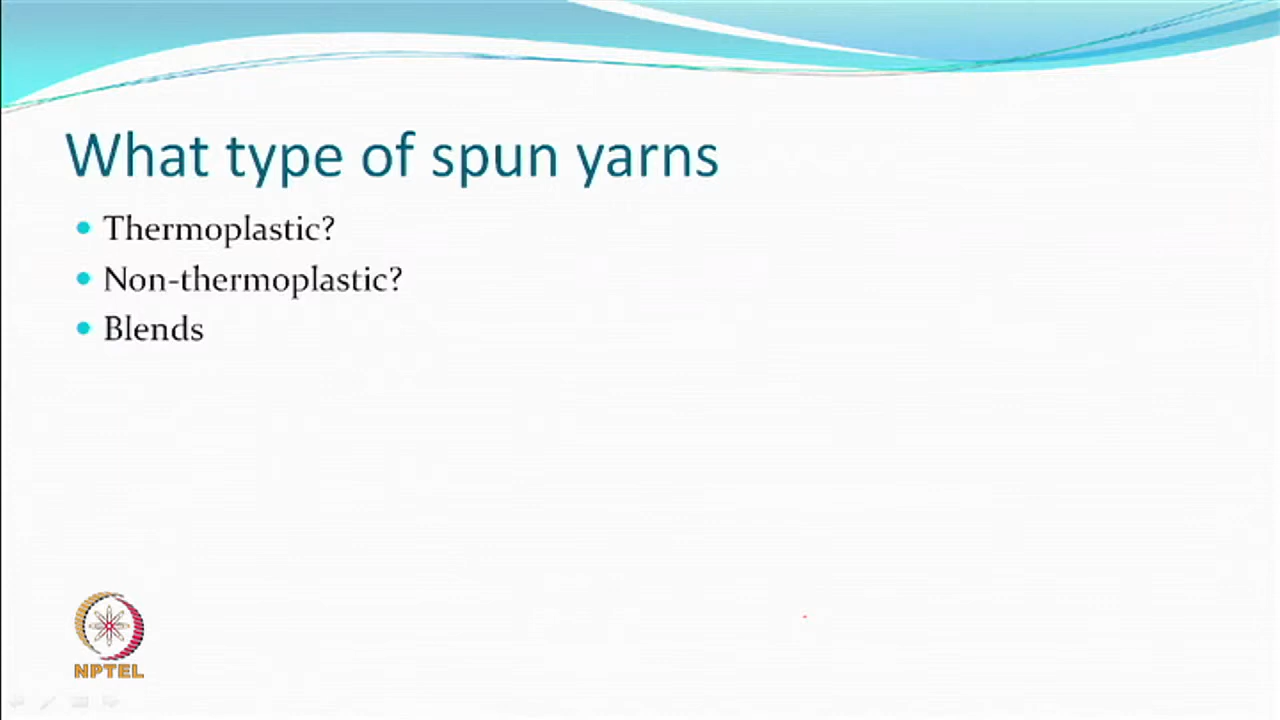 What type of spun yarns
Thermoplastic?
Non-thermoplastic?
Blends
NPTEL